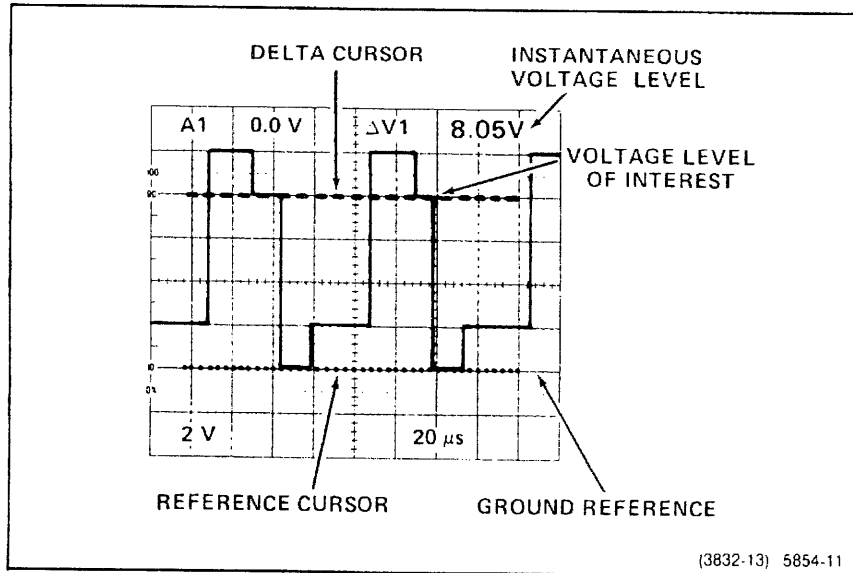 DELTA CURSOR
INSTANTANEOUS
VOLTAGE LEVEL
A1 0.0 V ΔV1 8.05V
VOLTAGE LEVEL
OF INTEREST
2 V 20 μs
REFERENCE CURSOR
GROUND REFERENCE
(3832-13) 5854-11